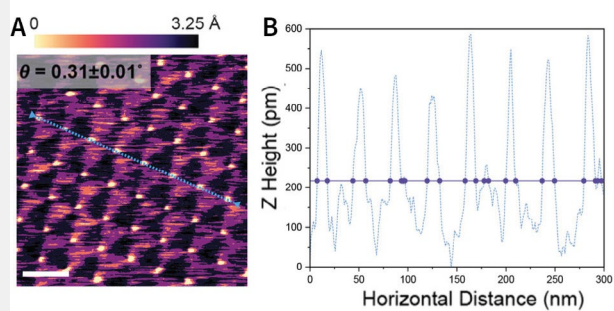 A
0
3.25 Å
θ = 0.31±0.01°
B
Z Height (pm)
600
500
400
300
200
100
0
0 50 100 150 200 250 300
Horizontal Distance (nm)